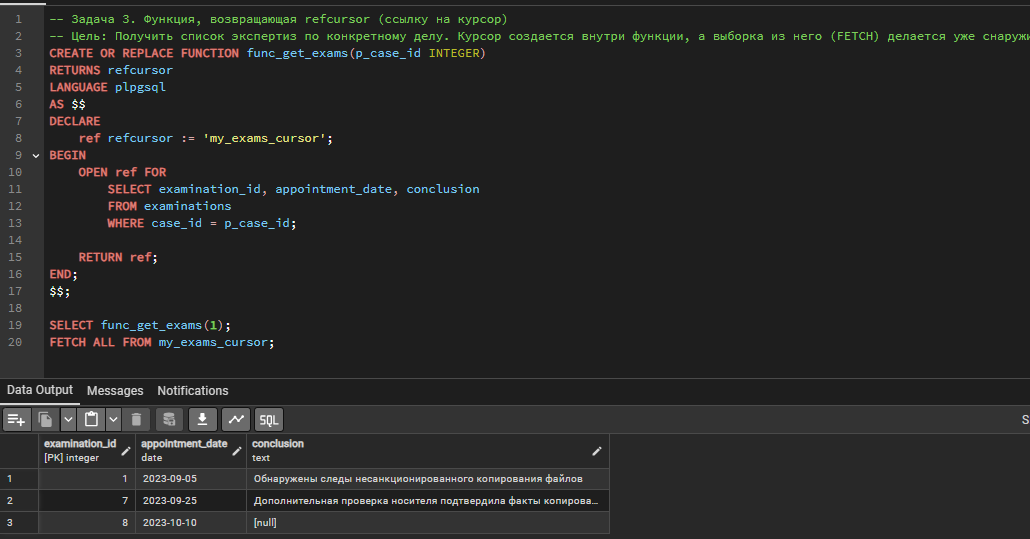 1 -- Задача 3. Функция, возвращающая refcursor (ссылку на курсор)
2 -- Цель: Получить список экспертиз по конкретному делу. Курсор создается внутри функции, а выборка из него (FETCH) делается уже
3 CREATE OR REPLACE FUNCTION func_get_exams(p_case_id INTEGER)
4 RETURNS refcursor
5 LANGUAGE plpgsql
6 AS $$
7 DECLARE
8 ref refcursor := 'my_exams_cursor';
9 BEGIN
10 OPEN ref FOR
11 SELECT examination_id, appointment_date, conclusion
12 FROM examinations
13 WHERE case_id = p_case_id;
14
15 RETURN ref;
16 END;
17 $$;
18
19 SELECT func_get_exams(1);
20 FETCH ALL FROM my_exams_cursor;
Data Output Messages Notifications
SQL S
examination_id appointment_date conclusion
[PK] integer date text
1 1 2023-09-05 Обнаружены следы несанкционированного копирования файлов
2 7 2023-09-25 Дополнительная проверка носителя подтвердила факты копирова...
3 8 2023-10-10 [null]